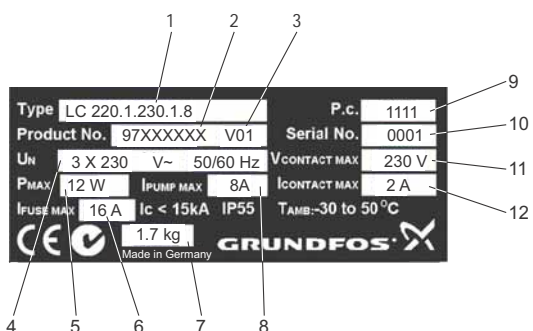 1 2 3
Type LC 220.1.230.1.8 P.c. 1111 9
Product No. 97XXXXXX V01 Serial No. 0001 10
UN 3 X 230 V~ 50/60 Hz VCONTACT MAX 230 V 11
PMAX 12 W IPUMP MAX 8A ICONTACT MAX 2 A 12
IFUSE MAX 16 A Ic < 15kA IP55 TAMB:-30 to 50°C
CE 1.7 kg GRUNDFOS
Made in Germany
4 5 6 7 8